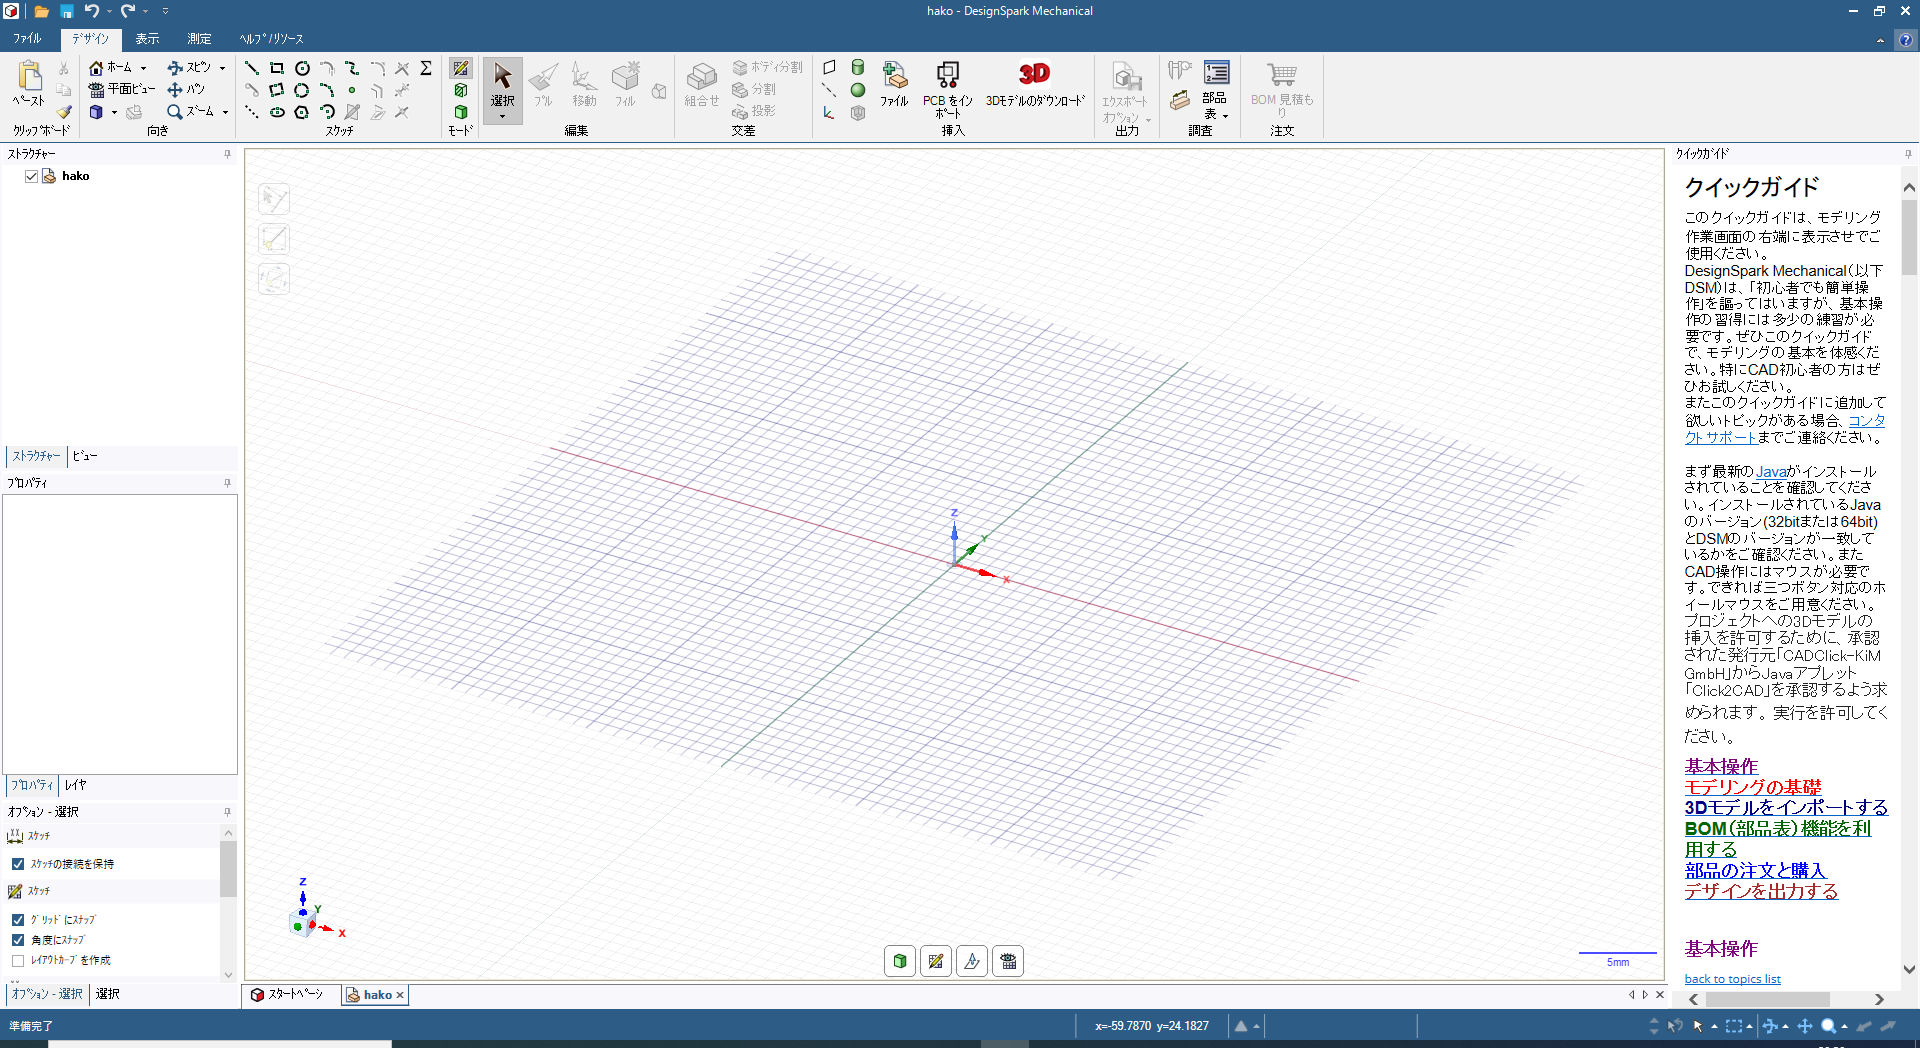 hako - DesignSpark Mechanical
ファイル デザイン 表示 測定 ヘルプ/リソース
ペースト
クリップボード
ホーム
平面ビュー
スピン
パン
ズーム
向き
スケッチ
モード
選択
プル
移動
フィル
編集
組合せ
ボディ分割
分割
投影
交差
ファイル
PCB をインポート
3D
3Dモデルのダウンロード
挿入
エクスポート
オプション
出力
部品
表
調査
BOM 見積も
り
注文
ストラクチャー
hako
ストラクチャー ビュー
プロパティ
プロパティ レイヤ
オプション - 選択
スケッチ
スケッチの接続を保持
スケッチ
グリッドにスナップ
角度にスナップ
レイアウトカーブを作成
オプション - 選択 選択
Z
Y
X
Z
Y
X
5mm
スタートページ hako
クイックガイド
クイックガイド
このクイックガイドは、モデリング
作業画面の右端に表示させてご
使用ください。
DesignSpark Mechanical（以下
DSM）は、「初心者でも簡単操
作」を謳ってはいますが、基本操
作の習得には多少の練習が必
要です。ぜひこのクイックガイド
で、モデリングの基本を体感くだ
さい。特にCAD初心者の方はぜ
ひお試しください。
またこのクイックガイドに追加して
欲しいトピックがある場合、コンタ
クトサポートまでご連絡ください。
まず最新のJavaがインストール
されていることを確認してくださ
い。インストールされているJava
のバージョン(32bitまたは64bit)
とDSMのバージョンが一致して
いるかをご確認ください。また
CAD操作にはマウスが必要で
す。できれば三つボタン対応のホ
イールマウスをご用意ください。
プロジェクトへの3Dモデルの
挿入を許可するために、承認
された発行元「CADClick-KiM
GmbH」からJavaアプレット
「Click2CAD」を承認するよう求
められます。実行を許可してく
ださい。
基本操作
モデリングの基礎
3Dモデルをインポートする
BOM（部品表）機能を利
用する
部品の注文と購入
デザインを出力する
基本操作
back to topics list
準備完了
x=-59.7870 y=24.1827